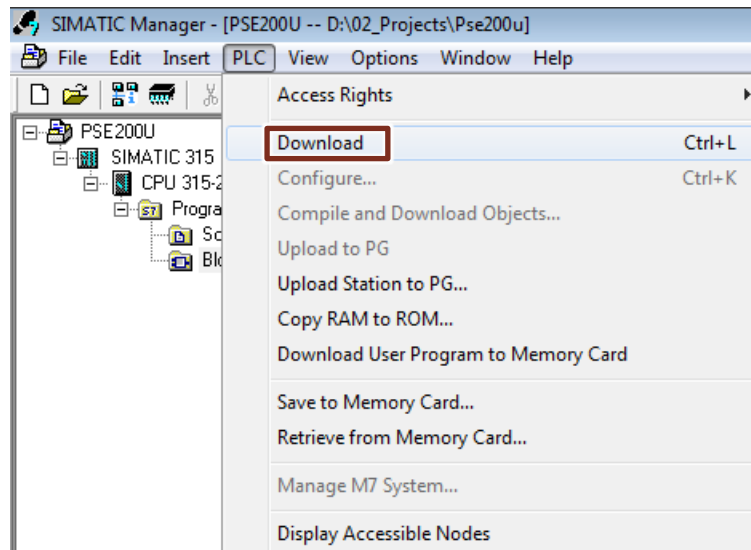 SIMATIC Manager - [PSE200U -- D:\02_Projects\Pse200u]
File Edit Insert PLC View Options Window Help
Access Rights
PSE200U
Download Ctrl+L
SIMATIC 315
Configure... Ctrl+K
CPU 315-2
Compile and Download Objects...
S7 Progra
Upload to PG
Sc
Upload Station to PG...
Blo
Copy RAM to ROM...
Download User Program to Memory Card
Save to Memory Card...
Retrieve from Memory Card...
Manage M7 System...
Display Accessible Nodes